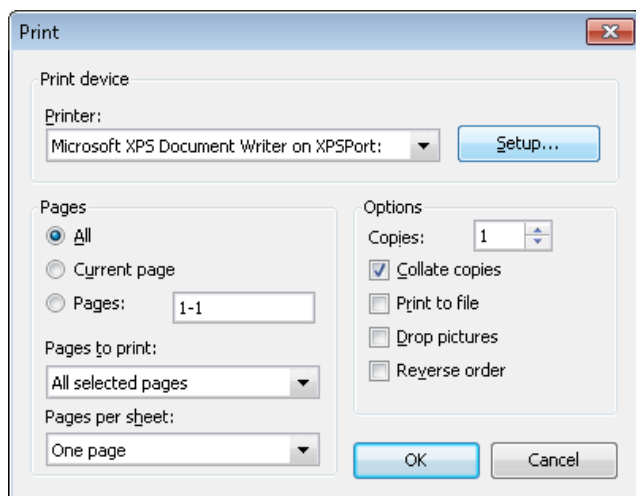 Print
Print device
Printer:
Microsoft XPS Document Writer on XPSPort:
Setup...
Pages
All
Current page
Pages:
1-1
Pages to print:
All selected pages
Pages per sheet:
One page
Options
Copies:
1
Collate copies
Print to file
Drop pictures
Reverse order
OK
Cancel